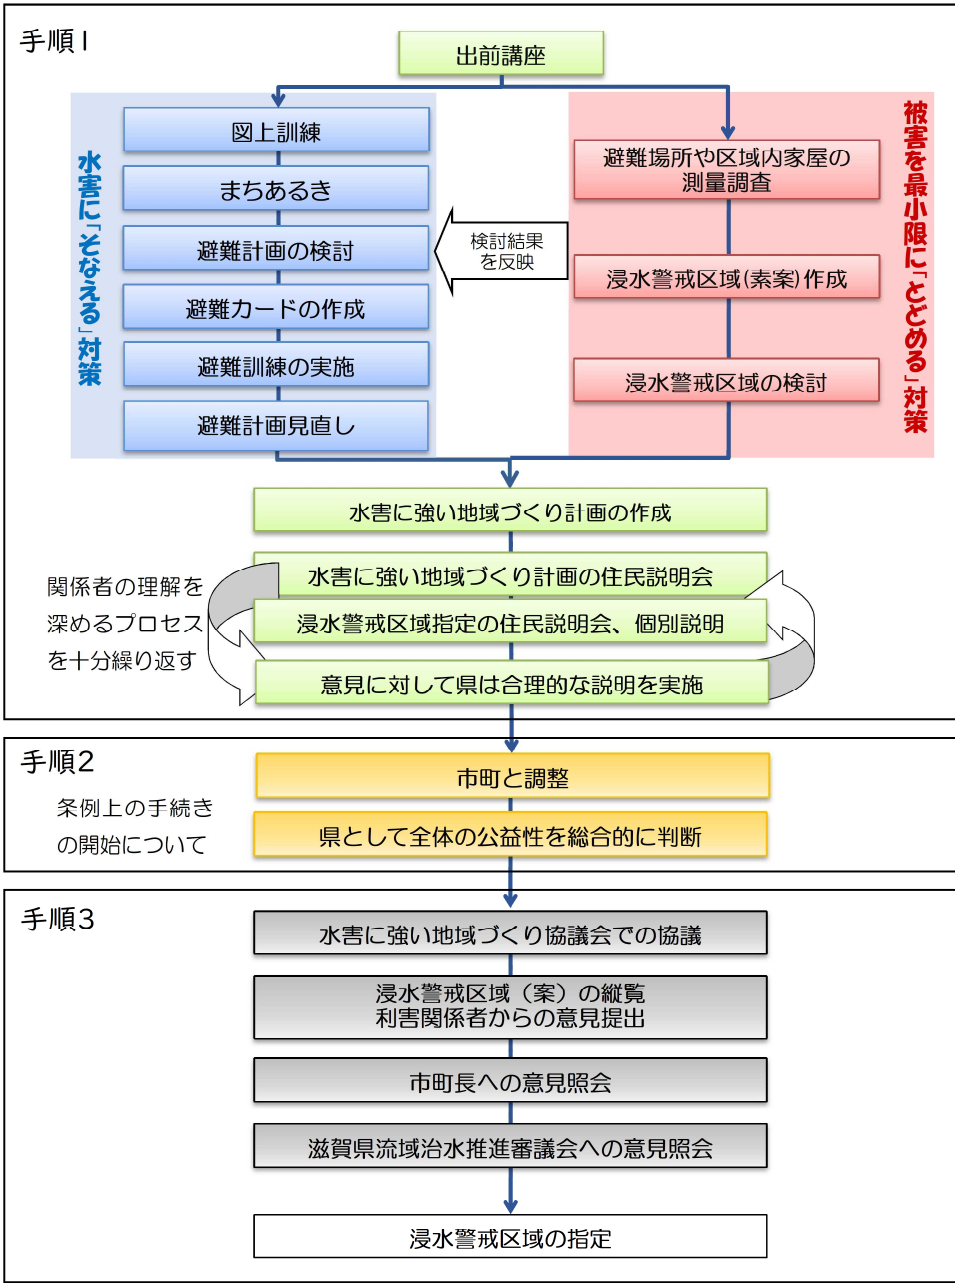 手順1
出前講座
水害に「そなえる」対策
図上訓練
まちあるき
避難計画の検討
避難カードの作成
避難訓練の実施
避難計画見直し
検討結果
を反映
被害を最小限に「とどめる」対策
避難場所や区域内家屋の
測量調査
浸水警戒区域(素案)作成
浸水警戒区域の検討
水害に強い地域づくり計画の作成
関係者の理解を
深めるプロセス
を十分繰り返す
水害に強い地域づくり計画の住民説明会
浸水警戒区域指定の住民説明会、個別説明
意見に対して県は合理的な説明を実施
手順2
条例上の手続き
の開始について
市町と調整
県として全体の公益性を総合的に判断
手順3
水害に強い地域づくり協議会での協議
浸水警戒区域（案）の縦覧
利害関係者からの意見提出
市町長への意見照会
滋賀県流域治水推進審議会への意見照会
浸水警戒区域の指定